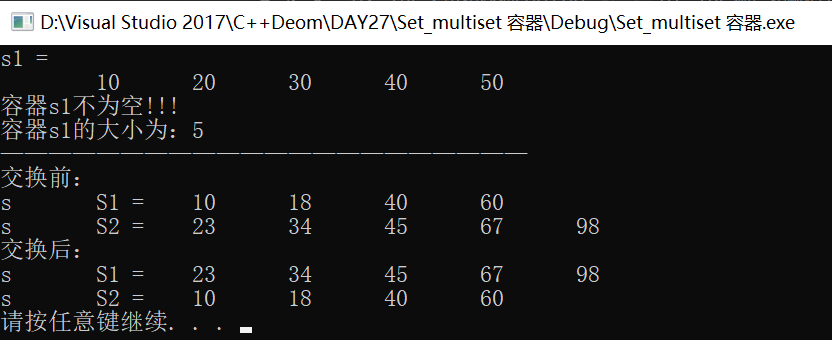 D:\Visual Studio 2017\C++Deom\DAY27\Set_multiset 容器\Debug\Set_multiset 容器.exe
s1 =
10 20 30 40 50
容器s1不为空!!!
容器s1的大小为：5
——————————————————————
交换前：
s S1 = 10 18 40 60
s S2 = 23 34 45 67 98
交换后：
s S1 = 23 34 45 67 98
s S2 = 10 18 40 60
请按任意键继续. . .